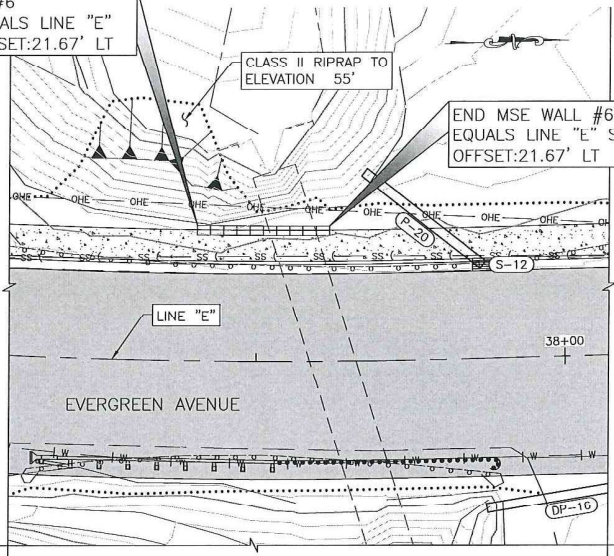 #6
ALS LINE "E"
SET:21.67' LT
CLASS II RIPRAP TO
ELEVATION 55'
END MSE WALL #6
EQUALS LINE "E" S
OFFSET:21.67' LT
OHE OHE OHE OHE OHE OHE OHE OHE
P-20
SS SS SS SS SS SS SS
S-12
LINE "E"
38+00
EVERGREEN AVENUE
W W W W W W
DP-16